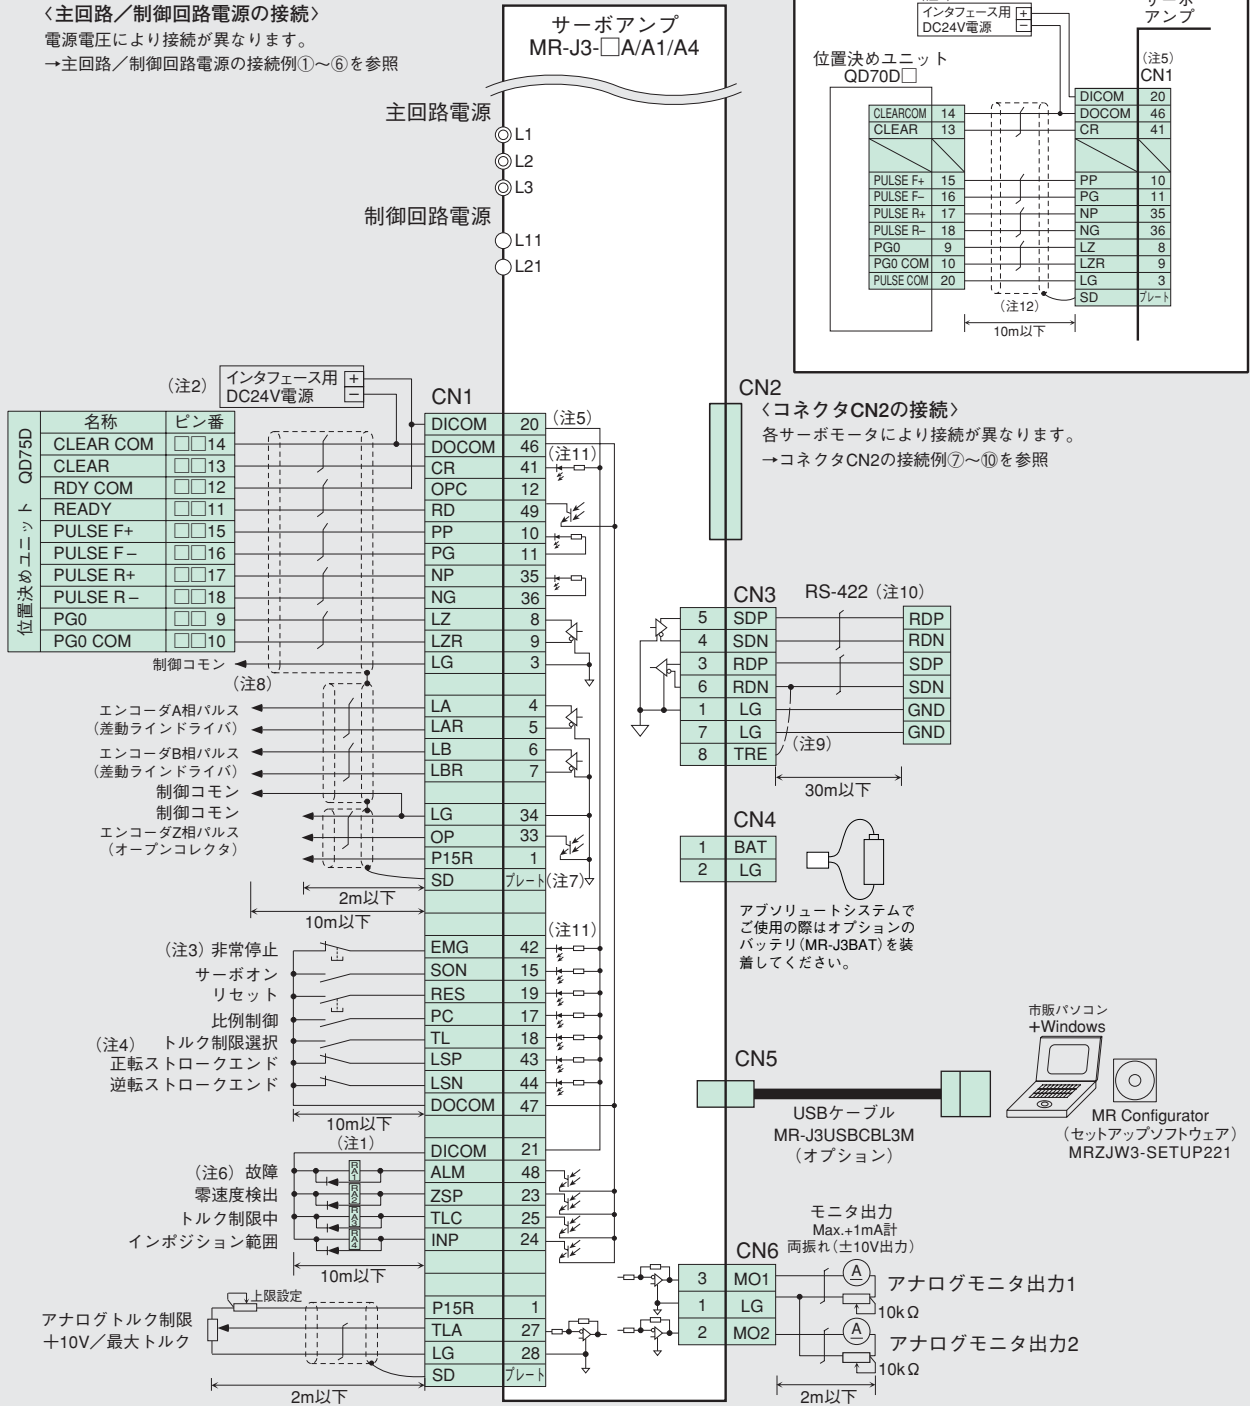 〈主回路／制御回路電源の接続〉
電源電圧により接続が異なります。
→主回路／制御回路電源の接続例①～⑥を参照
サーボアンプ
MR-J3-□A/A1/A4
主回路電源
L1
L2
L3
制御回路電源
L11
L21
インタフェース用 +
DC24V電源 −
サーボ
アンプ
位置決めユニット
QD70D□
(注5)
CN1
DICOM 20
CLEARCOM 14 DOCOM 46
CLEAR 13 CR 41
PULSE F+ 15 PP 10
PULSE F− 16 PG 11
PULSE R+ 17 NP 35
PULSE R− 18 NG 36
PG0 9 LZ 8
PG0 COM 10 LZR 9
PULSE COM 20 LG 3
SD プレート
(注12)
10m以下
(注2) インタフェース用 +
DC24V電源 −
CN1
位置決めユニット QD75D
名称 ピン番
DICOM 20 (注5)
CLEAR COM □□14 DOCOM 46
CLEAR □□13 CR 41 (注11)
RDY COM □□12 OPC 12
READY □□11 RD 49
PULSE F+ □□15 PP 10
PULSE F− □□16 PG 11
PULSE R+ □□17 NP 35
PULSE R− □□18 NG 36
PG0 □□ 9 LZ 8
PG0 COM □□10 LZR 9
制御コモン LG 3
(注8)
エンコーダA相パルス LA 4
(差動ラインドライバ) LAR 5
エンコーダB相パルス LB 6
(差動ラインドライバ) LBR 7
制御コモン
制御コモン LG 34
エンコーダZ相パルス OP 33
(オープンコレクタ) P15R 1
SD プレート (注7)
2m以下
10m以下
(注11)
(注3) 非常停止 EMG 42
サーボオン SON 15
リセット RES 19
比例制御 PC 17
(注4) トルク制限選択 TL 18
正転ストロークエンド LSP 43
逆転ストロークエンド LSN 44
DOCOM 47
10m以下
(注1)
DICOM 21
(注6) 故障 RA1 ALM 48
零速度検出 RA2 ZSP 23
トルク制限中 RA3 TLC 25
インポジション範囲 RA4 INP 24
10m以下
上限設定
アナログトルク制限
＋10V／最大トルク
P15R 1
TLA 27
LG 28
SD プレート
2m以下
CN2
〈コネクタCN2の接続〉
各サーボモータにより接続が異なります。
→コネクタCN2の接続例⑦～⑩を参照
CN3 RS-422 (注10)
5 SDP RDP
4 SDN RDN
3 RDP SDP
6 RDN SDN
1 LG GND
7 LG GND
8 TRE (注9)
30m以下
CN4
1 BAT
2 LG
アブソリュートシステムで
ご使用の際はオプションの
バッテリ(MR-J3BAT)を装
着してください。
CN5
USBケーブル
MR-J3USBCBL3M
(オプション)
市販パソコン
+Windows
MR Configurator
(セットアップソフトウェア)
MRZJW3-SETUP221
モニタ出力
Max.+1mA計
両振れ(±10V出力)
CN6
3 MO1 A アナログモニタ出力1
1 LG 10kΩ
2 MO2 A アナログモニタ出力2
10kΩ
2m以下